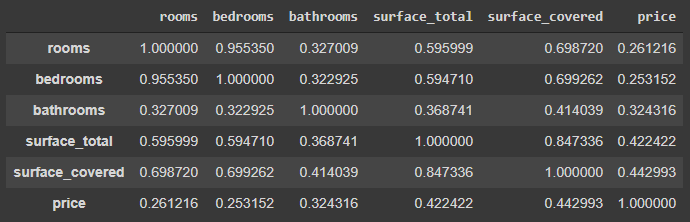 rooms bedrooms bathrooms surface_total surface_covered price
rooms 1.000000 0.955350 0.327009 0.595999 0.698720 0.261216
bedrooms 0.955350 1.000000 0.322925 0.594710 0.699262 0.253152
bathrooms 0.327009 0.322925 1.000000 0.368741 0.414039 0.324316
surface_total 0.595999 0.594710 0.368741 1.000000 0.847336 0.422422
surface_covered 0.698720 0.699262 0.414039 0.847336 1.000000 0.442993
price 0.261216 0.253152 0.324316 0.422422 0.442993 1.000000